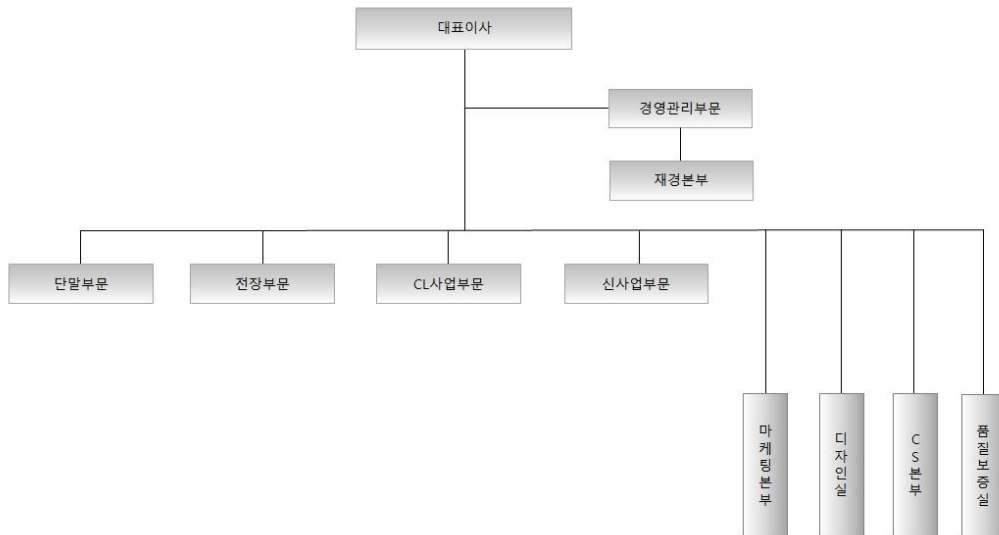 대표이사
경영관리부문
재경본부
단말부문
전장부문
CL사업부문
신사업부문
마케팅본부
디자인실
CS본부
품질보증실